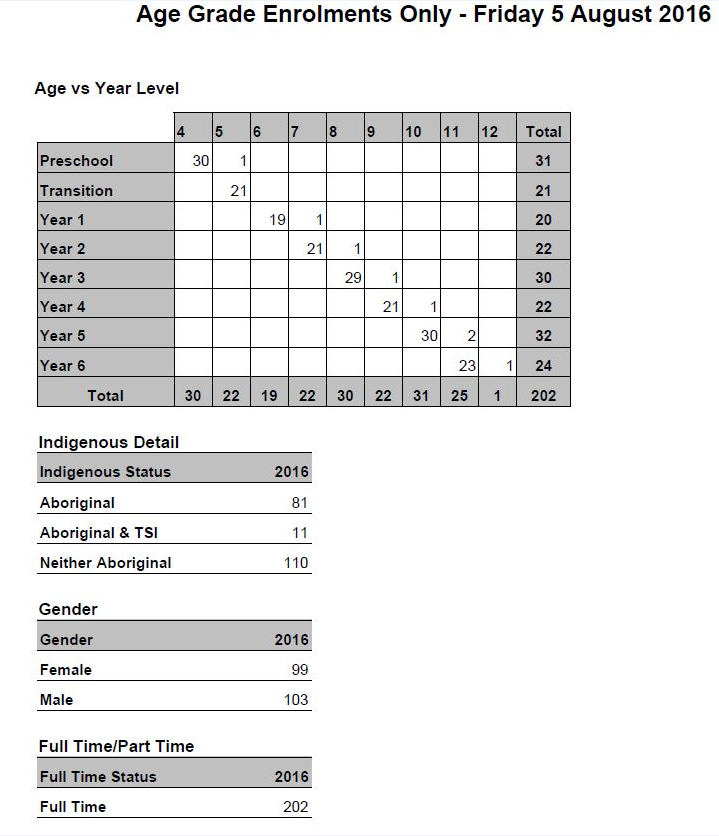 Age Grade Enrolments Only - Friday 5 August 2016
Age vs Year Level
4 5 6 7 8 9 10 11 12 Total
Preschool 30 1 31
Transition 21 21
Year 1 19 1 20
Year 2 21 1 22
Year 3 29 1 30
Year 4 21 1 22
Year 5 30 2 32
Year 6 23 1 24
Total 30 22 19 22 30 22 31 25 1 202
Indigenous Detail
Indigenous Status 2016
Aboriginal 81
Aboriginal & TSI 11
Neither Aboriginal 110
Gender
Gender 2016
Female 99
Male 103
Full Time/Part Time
Full Time Status 2016
Full Time 202